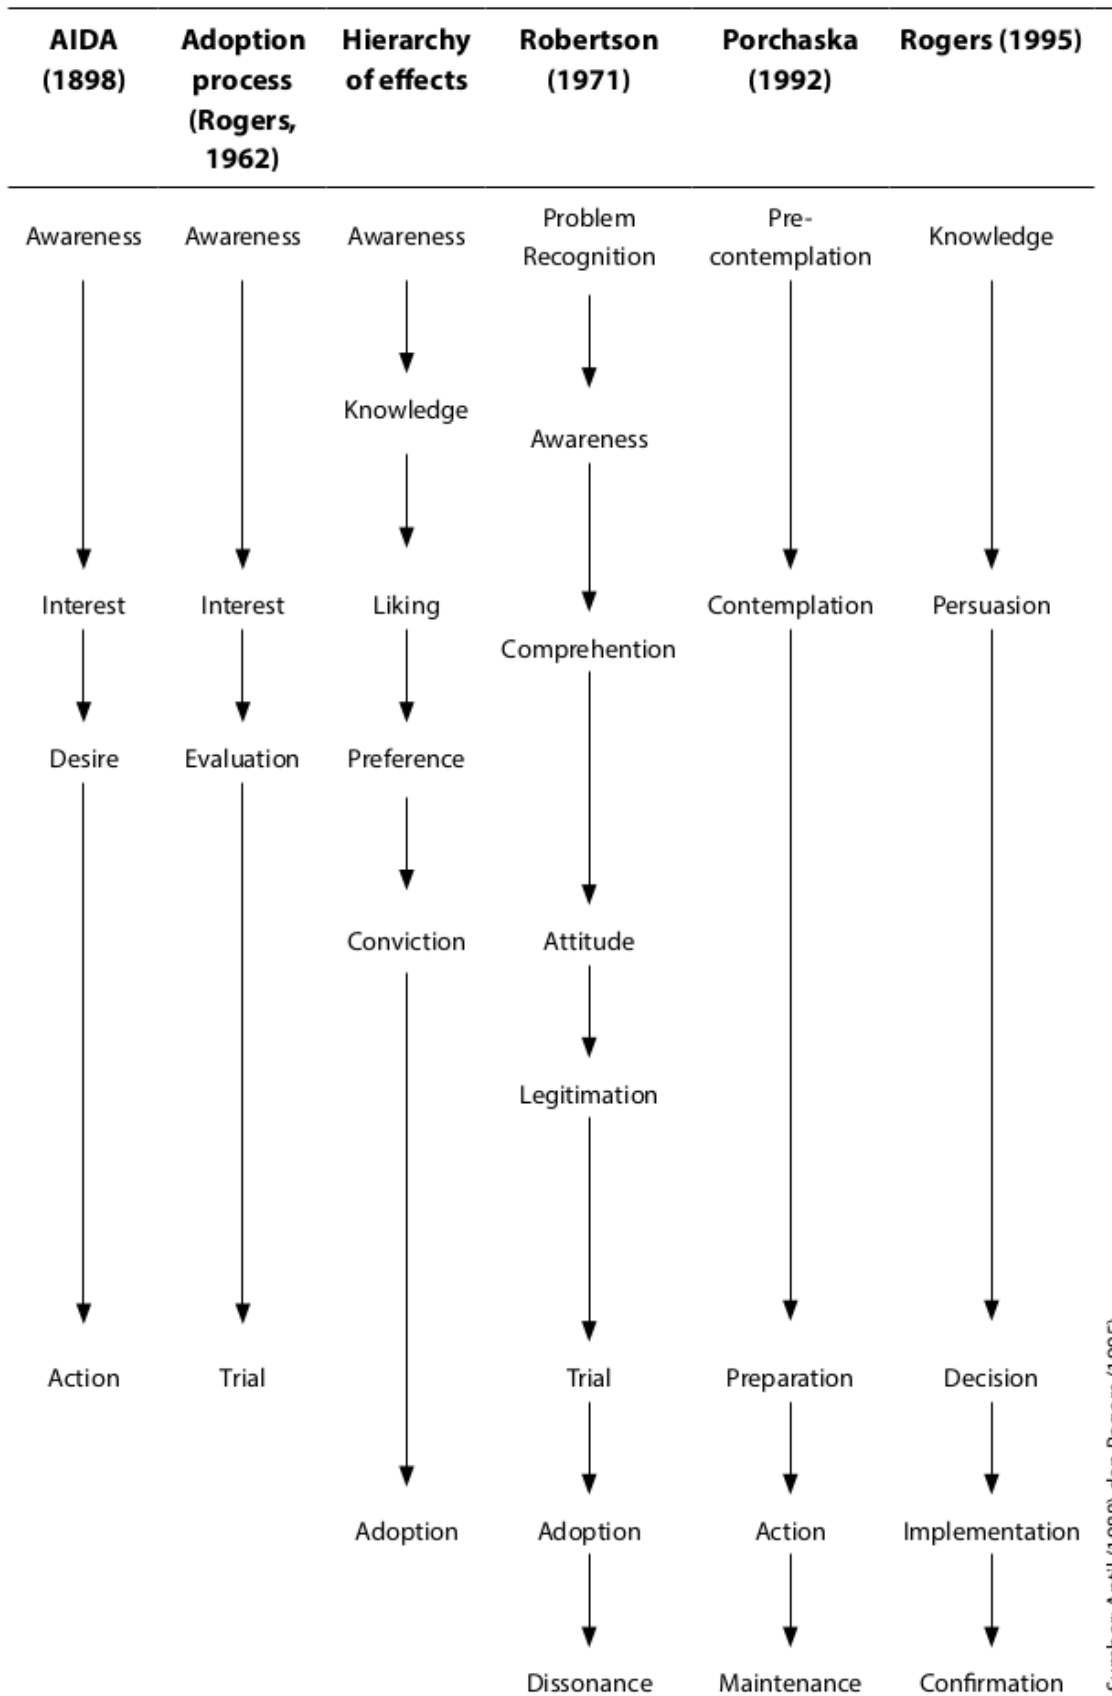 AIDA
(1898)
Adoption
process
(Rogers,
1962)
Hierarchy
of effects
Robertson
(1971)
Porchaska
(1992)
Rogers (1995)
Awareness
Awareness
Awareness
Problem
Recognition
Pre-
contemplation
Knowledge
Knowledge
Awareness
Interest
Interest
Liking
Comprehention
Contemplation
Persuasion
Desire
Evaluation
Preference
Conviction
Attitude
Legitimation
Action
Trial
Trial
Preparation
Decision
Adoption
Adoption
Action
Implementation
Dissonance
Maintenance
Confirmation